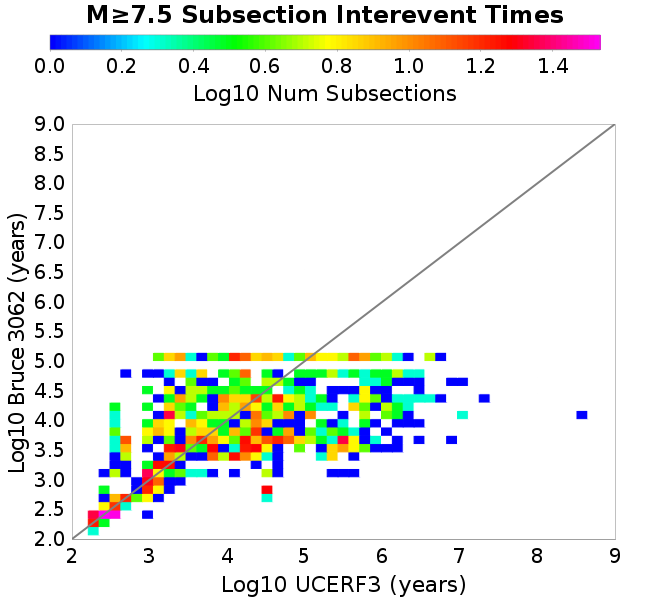 M≥7.5 Subsection Interevent Times
0.0 0.2 0.4 0.6 0.8 1.0 1.2 1.4
Log10 Num Subsections
9.0
8.5
8.0
7.5
7.0
6.5
6.0
5.5
5.0
4.5
4.0
3.5
3.0
2.5
2.0
Log10 Bruce 3062 (years)
2 3 4 5 6 7 8 9
Log10 UCERF3 (years)